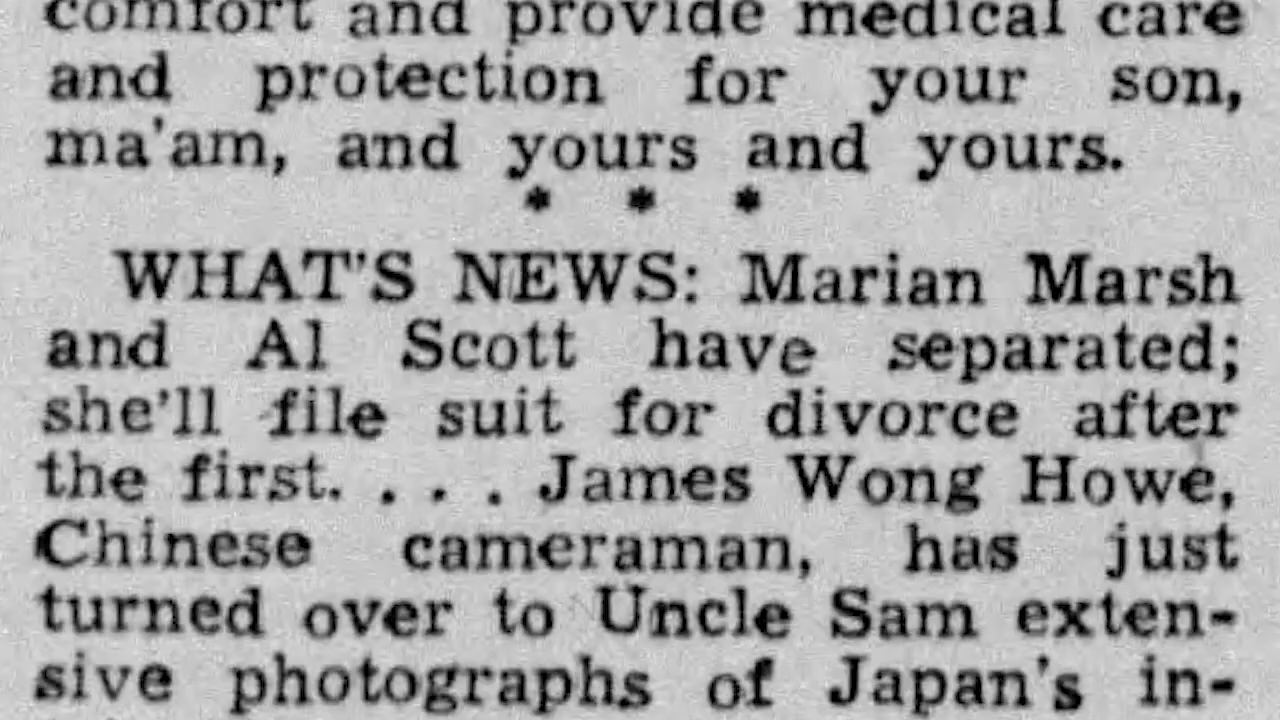 comfort and provide medical care
and protection for your son,
ma'am, and yours and yours.
* * *
WHAT'S NEWS: Marian Marsh
and Al Scott have separated;
she'll file suit for divorce after
the first. . . . James Wong Howe,
Chinese cameraman, has just
turned over to Uncle Sam exten-
sive photographs of Japan's in-